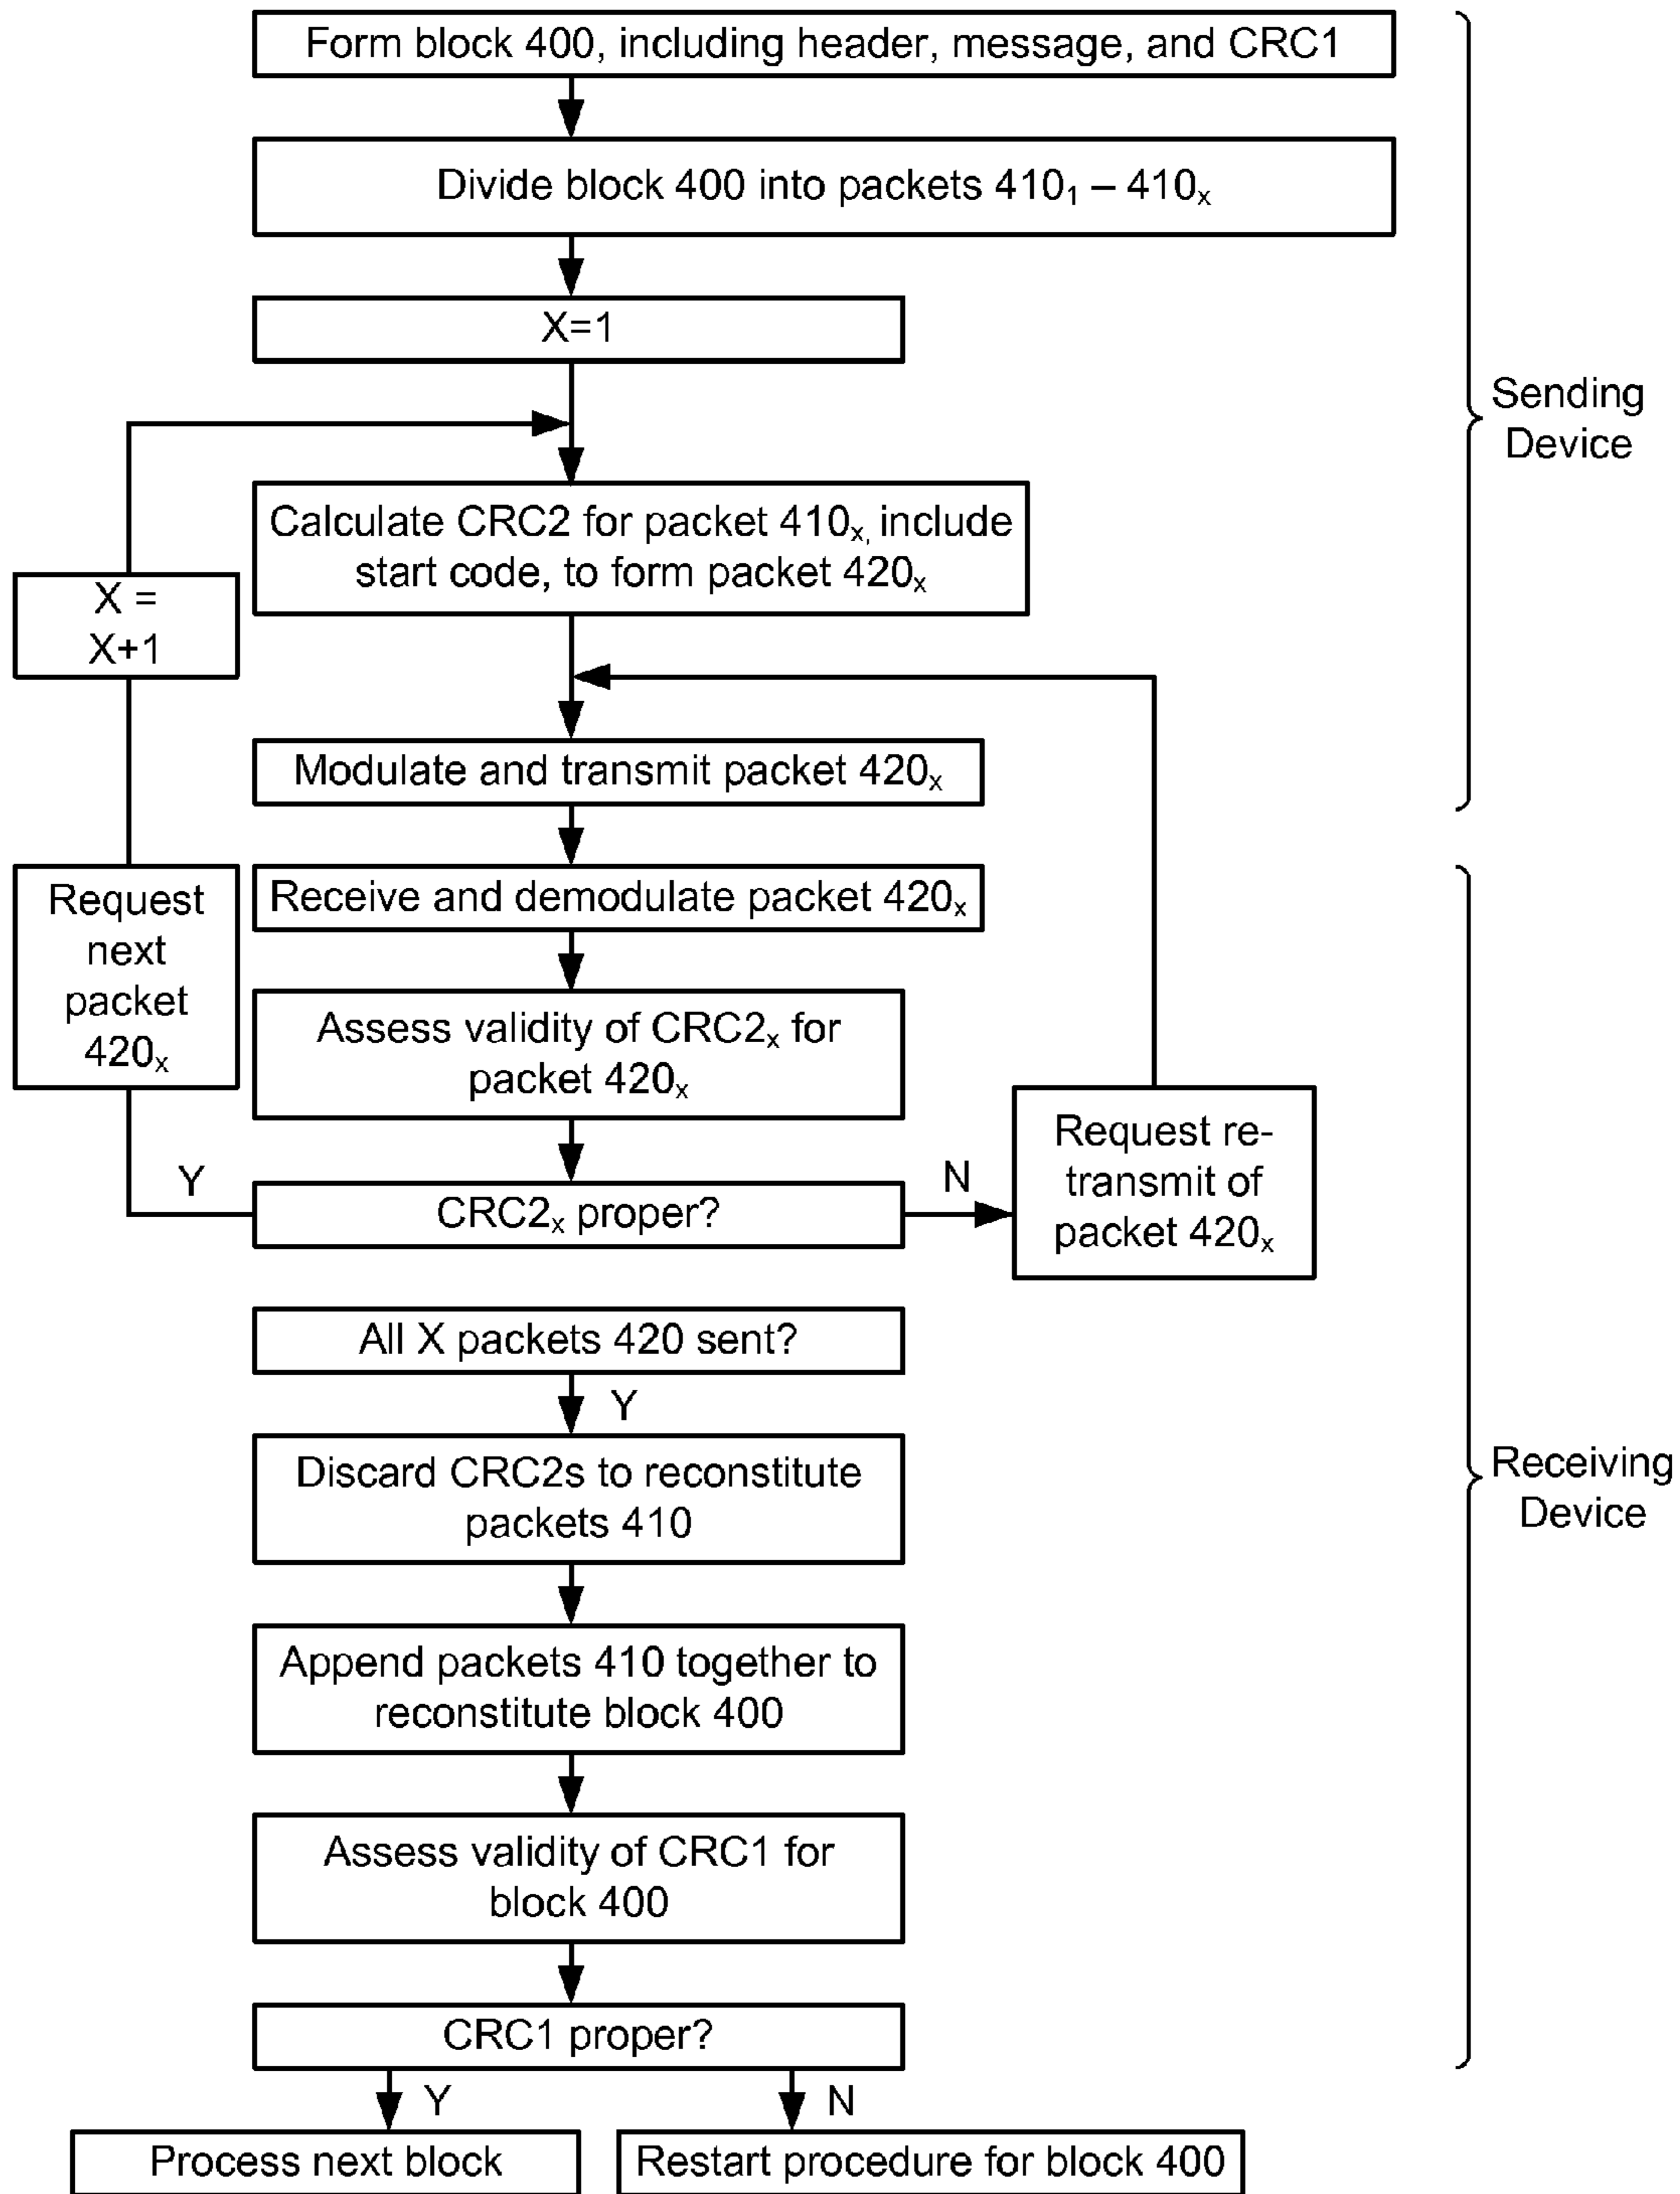 Form block 400, including header, message, and CRC1
Divide block 400 into packets 410₁ – 410ₓ
X=1
Sending
Device
Calculate CRC2 for packet 410ₓ, include
start code, to form packet 420ₓ
X =
X+1
Modulate and transmit packet 420ₓ
Request
next
packet
420ₓ
Receive and demodulate packet 420ₓ
Assess validity of CRC2ₓ for
packet 420ₓ
Request re-
transmit of
packet 420ₓ
Y
CRC2ₓ proper?
N
All X packets 420 sent?
Y
Discard CRC2s to reconstitute
packets 410
Receiving
Device
Append packets 410 together to
reconstitute block 400
Assess validity of CRC1 for
block 400
CRC1 proper?
Y
N
Process next block
Restart procedure for block 400